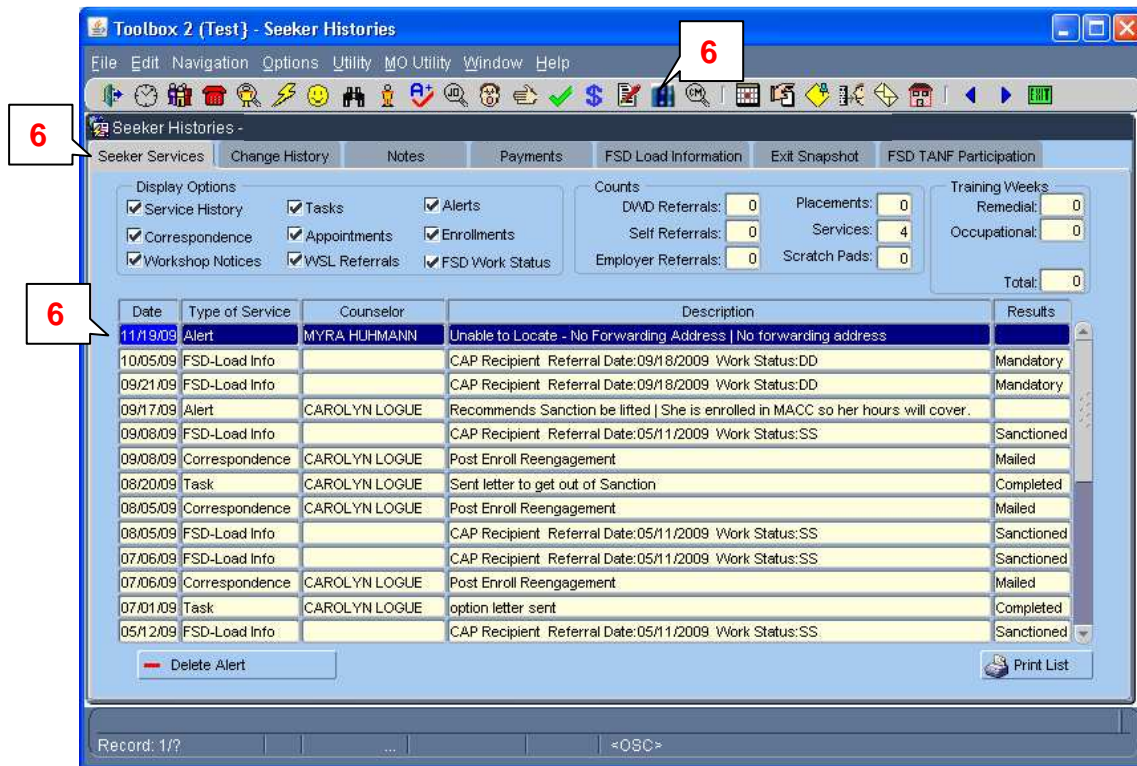 Toolbox 2 (Test} - Seeker Histories
File Edit Navigation Options Utility MO Utility Window Help
6
A+ JO $ CM EXIT
6
Seeker Histories -
Seeker Services Change History Notes Payments FSD Load Information Exit Snapshot FSD TANF Participation
Display Options Counts Training Weeks
Service History Tasks Alerts DWD Referrals: 0 Placements: 0 Remedial: 0
Correspondence Appointments Enrollments Self Referrals: 0 Services: 4 Occupational: 0
Workshop Notices WSL Referrals FSD Work Status Employer Referrals: 0 Scratch Pads: 0
Total: 0
6
Date Type of Service Counselor Description Results
11/19/09 Alert MYRA HUHMANN Unable to Locate - No Forwarding Address | No forwarding address
10/05/09 FSD-Load Info CAP Recipient Referral Date:09/18/2009 Work Status:DD Mandatory
09/21/09 FSD-Load Info CAP Recipient Referral Date:09/18/2009 Work Status:DD Mandatory
09/17/09 Alert CAROLYN LOGUE Recommends Sanction be lifted | She is enrolled in MACC so her hours will cover.
09/08/09 FSD-Load Info CAP Recipient Referral Date:05/11/2009 Work Status:SS Sanctioned
09/08/09 Correspondence CAROLYN LOGUE Post Enroll Reengagement Mailed
08/20/09 Task CAROLYN LOGUE Sent letter to get out of Sanction Completed
08/05/09 Correspondence CAROLYN LOGUE Post Enroll Reengagement Mailed
08/05/09 FSD-Load Info CAP Recipient Referral Date:05/11/2009 Work Status:SS Sanctioned
07/06/09 FSD-Load Info CAP Recipient Referral Date:05/11/2009 Work Status:SS Sanctioned
07/06/09 Correspondence CAROLYN LOGUE Post Enroll Reengagement Mailed
07/01/09 Task CAROLYN LOGUE option letter sent Completed
05/12/09 FSD-Load Info CAP Recipient Referral Date:05/11/2009 Work Status:SS Sanctioned
Delete Alert Print List
Record: 1/? ... <OSC>